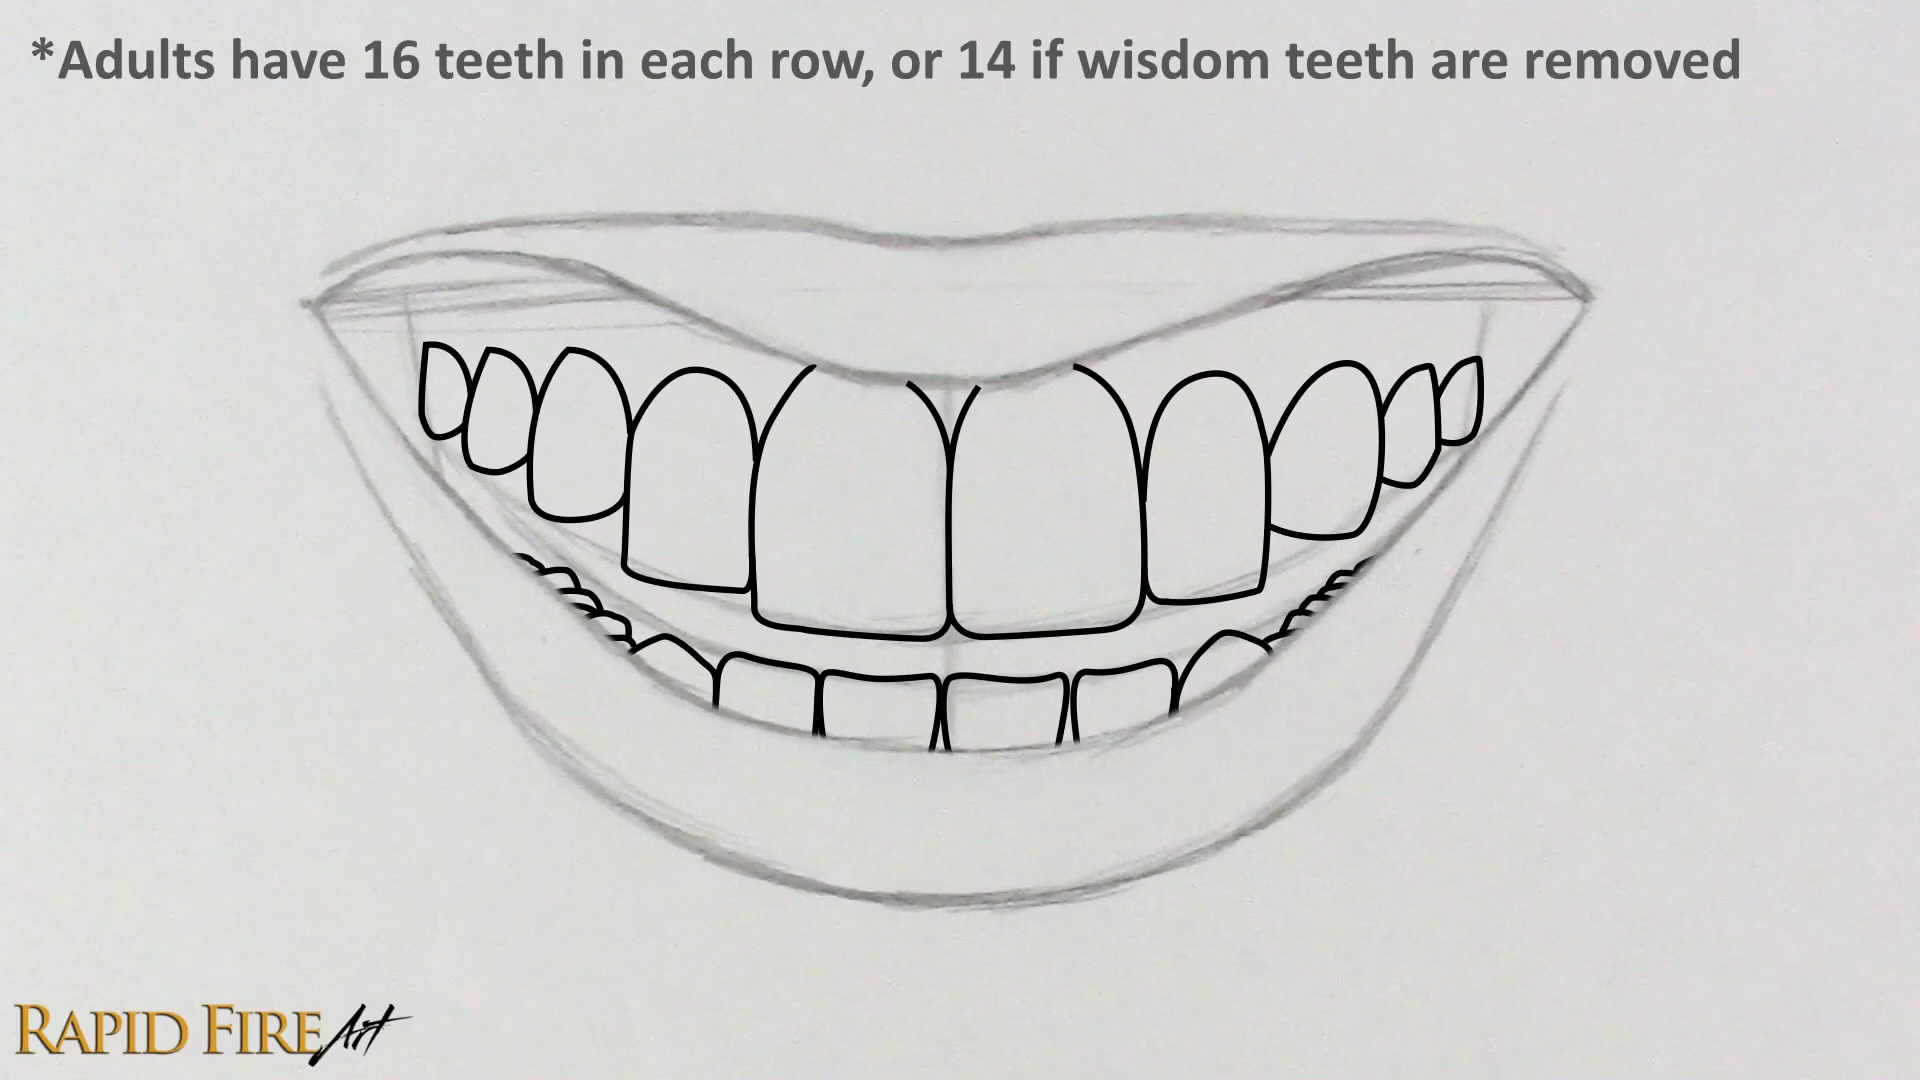 *Adults have 16 teeth in each row, or 14 if wisdom teeth are removed
RAPID FIRE Art